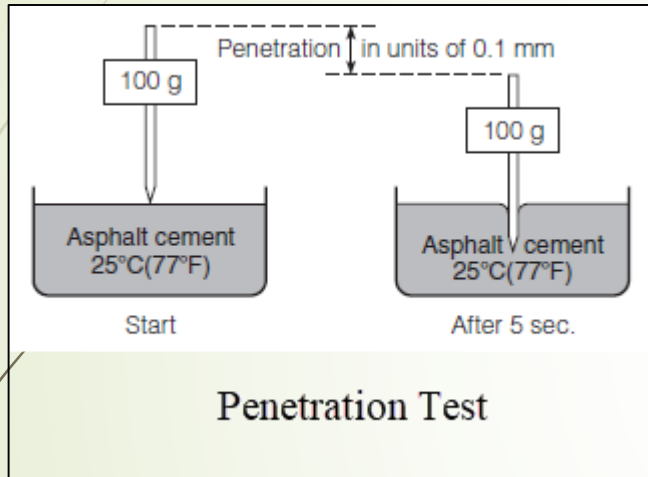 Penetration in units of 0.1 mm
100 g
100 g
Asphalt cement
25°C(77°F)
Asphalt cement
25°C(77°F)
Start
After 5 sec.
Penetration Test